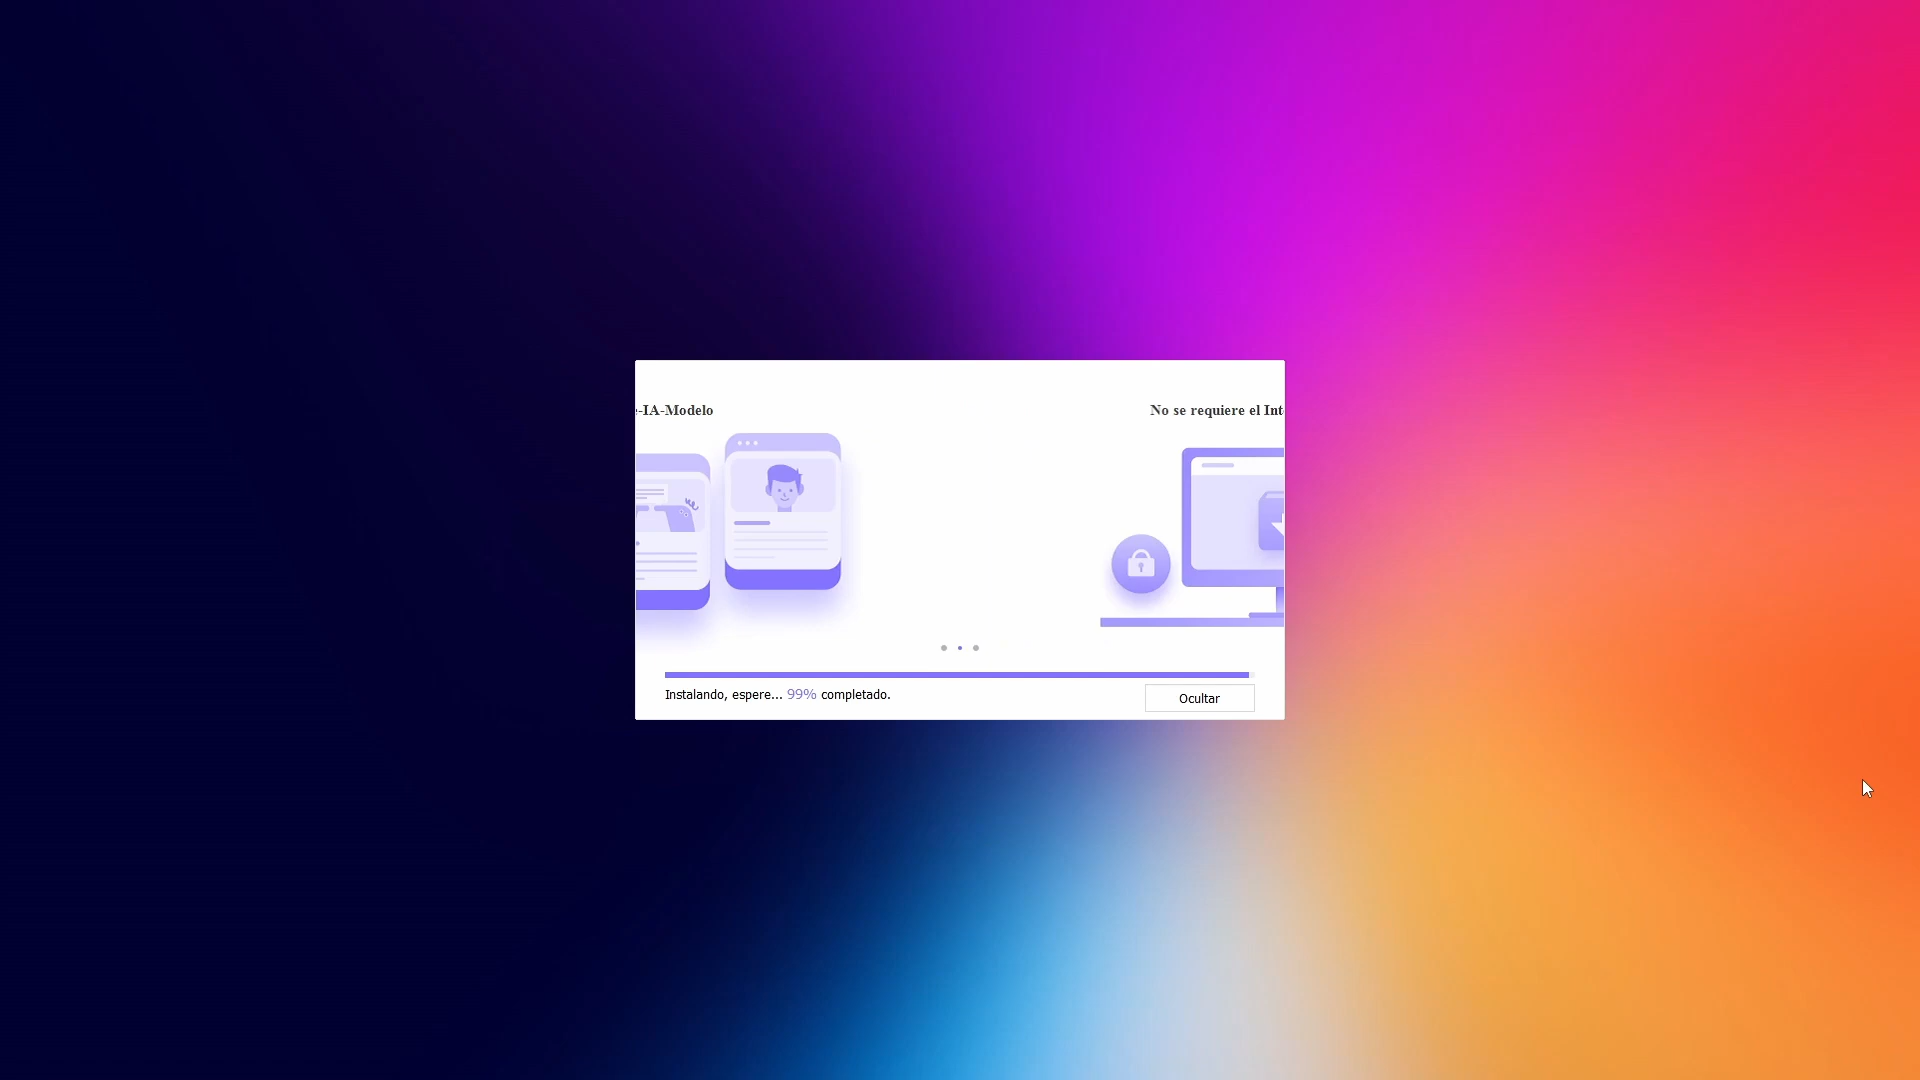 -IA-Modelo
No se requiere el Int
Instalando, espere... 99% completado.
Ocultar